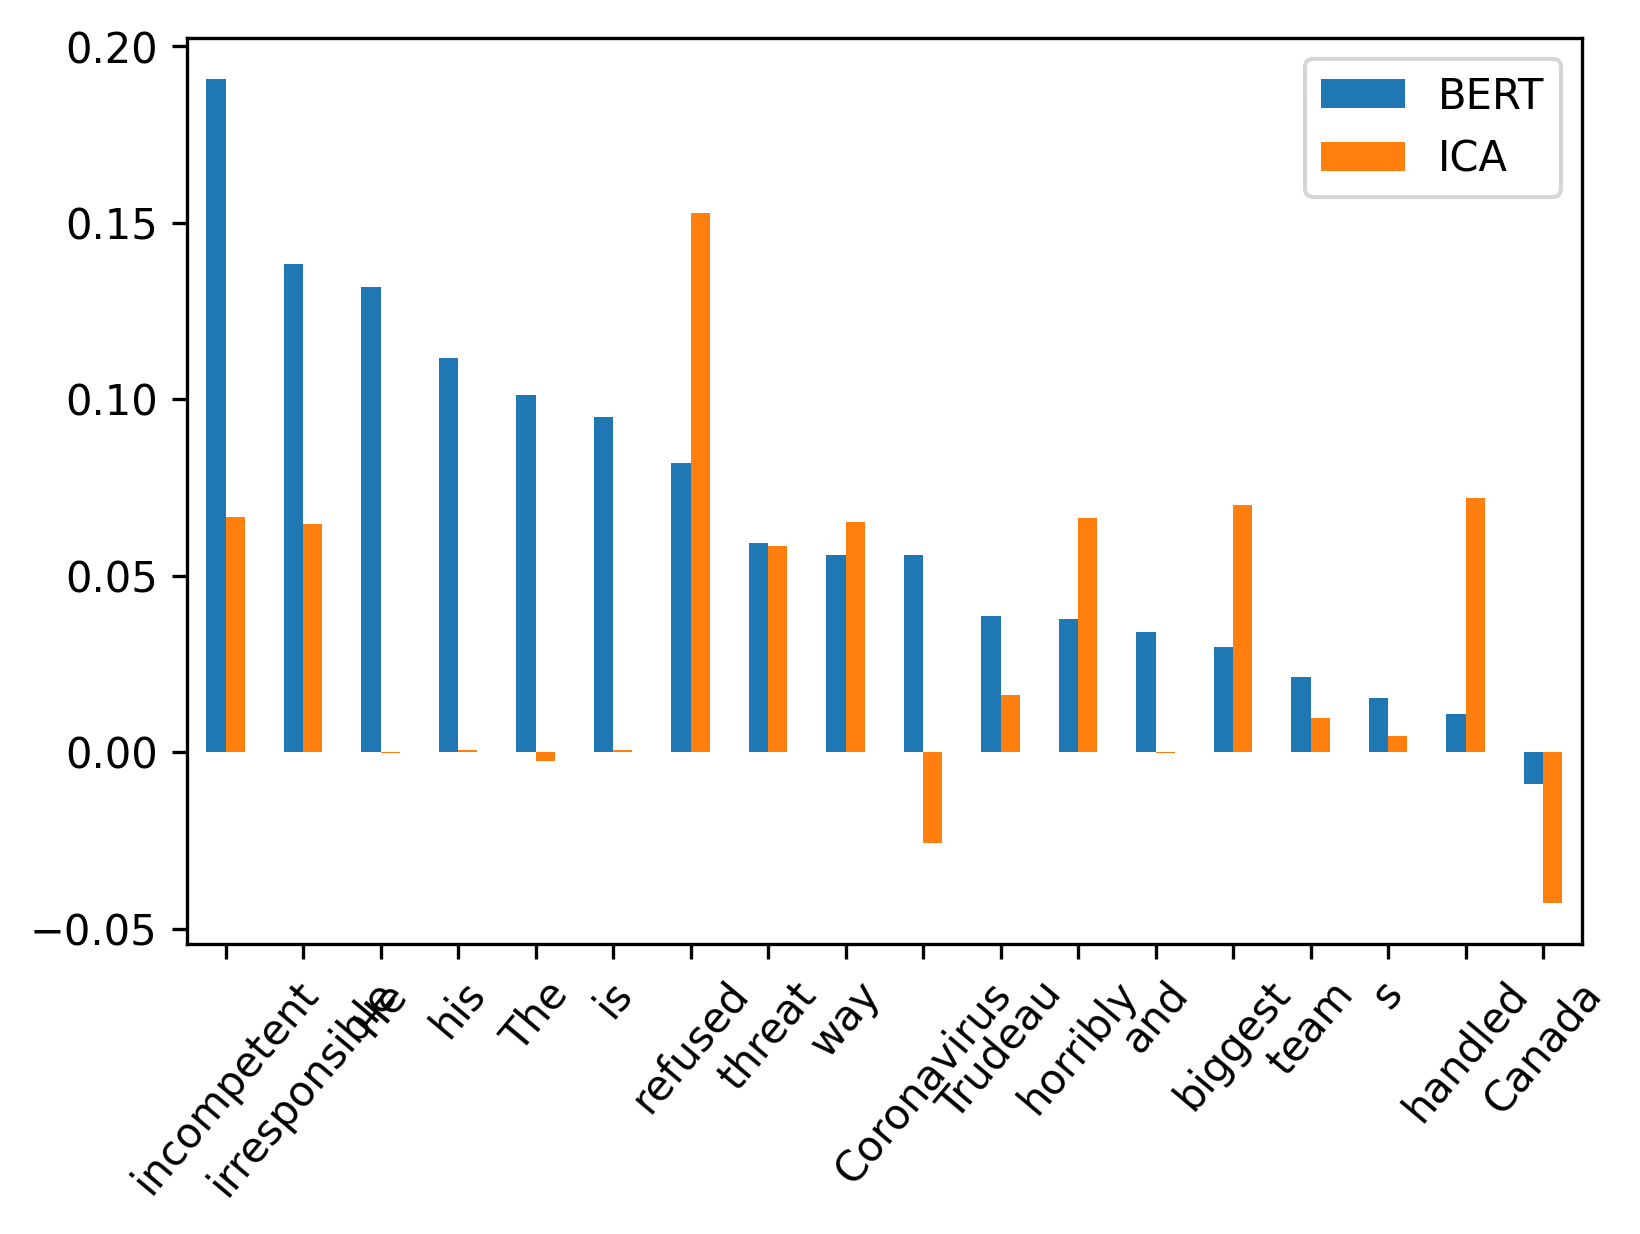 0.20
0.15
0.10
0.05
0.00
−0.05
BERT
ICA
incompetent
irresponsible
He
his
The
is
refused
threat
way
Coronavirus
Trudeau
horribly
and
biggest
team
s
handled
Canada